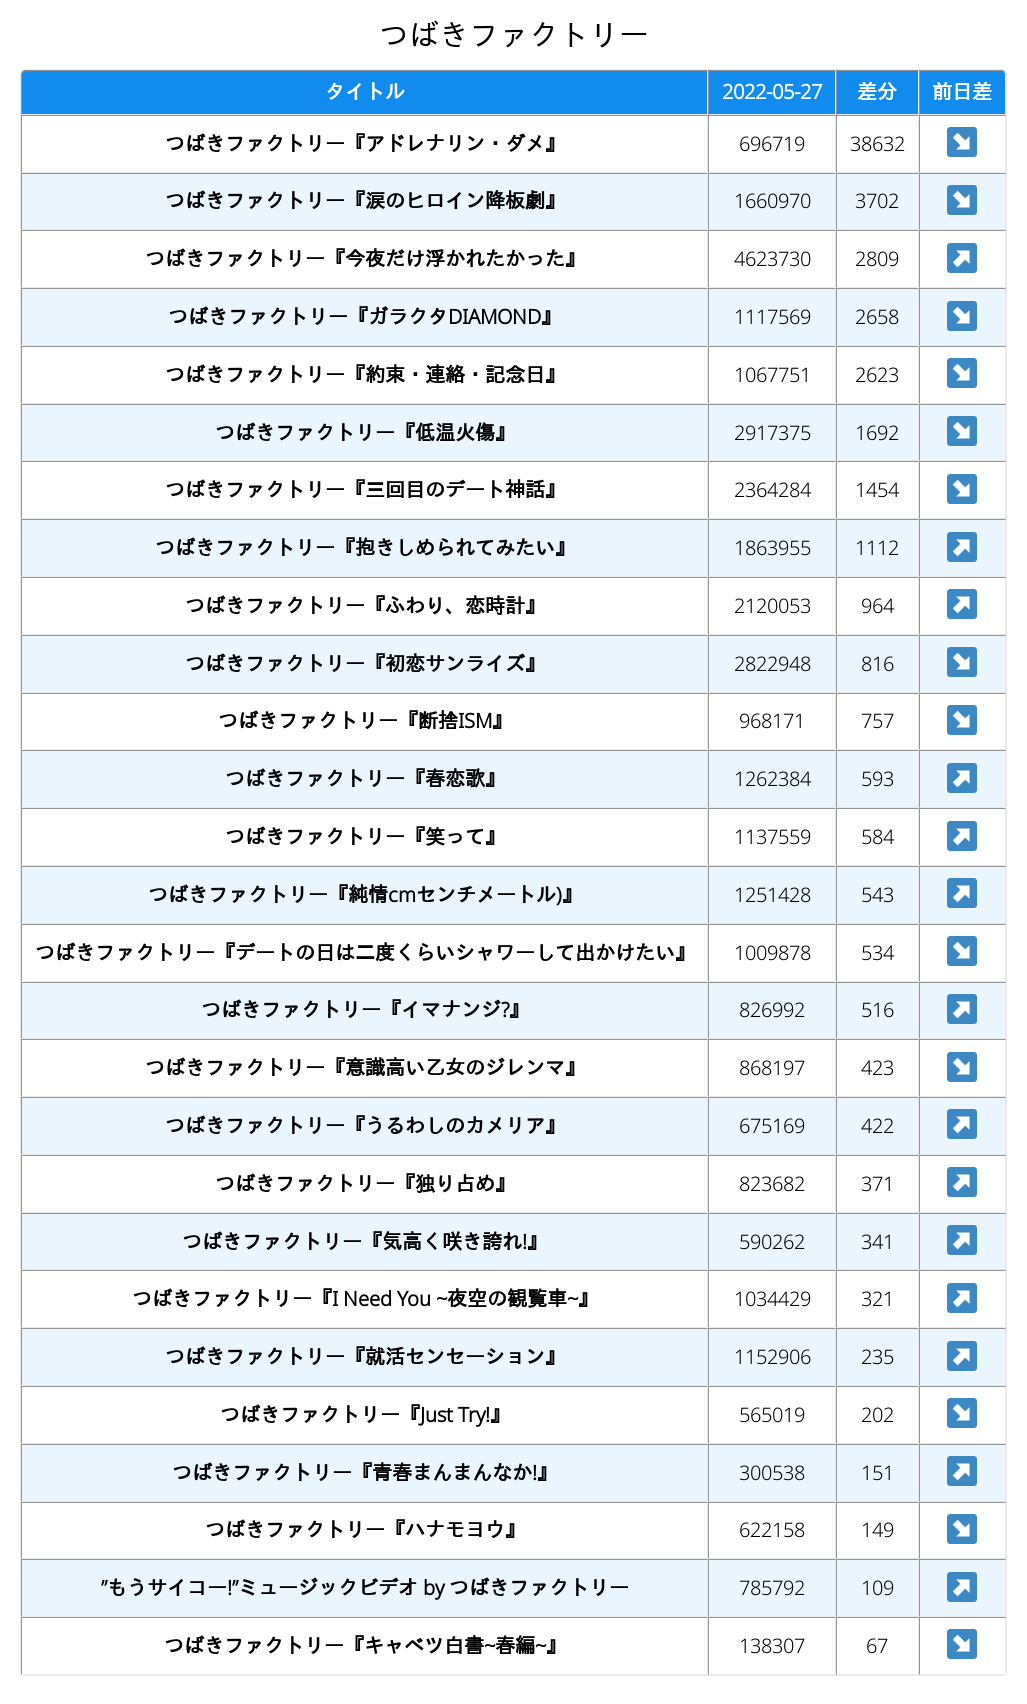 つばきファクトリー
タイトル 2022-05-27 差分 前日差
つばきファクトリー『アドレナリン・ダメ』 696719 38632 ↘
つばきファクトリー『涙のヒロイン降板劇』 1660970 3702 ↘
つばきファクトリー『今夜だけ浮かれたかった』 4623730 2809 ↗
つばきファクトリー『ガラクタDIAMOND』 1117569 2658 ↘
つばきファクトリー『約束・連絡・記念日』 1067751 2623 ↘
つばきファクトリー『低温火傷』 2917375 1692 ↘
つばきファクトリー『三回目のデート神話』 2364284 1454 ↘
つばきファクトリー『抱きしめられてみたい』 1863955 1112 ↗
つばきファクトリー『ふわり、恋時計』 2120053 964 ↗
つばきファクトリー『初恋サンライズ』 2822948 816 ↘
つばきファクトリー『断捨ISM』 968171 757 ↘
つばきファクトリー『春恋歌』 1262384 593 ↗
つばきファクトリー『笑って』 1137559 584 ↗
つばきファクトリー『純情cmセンチメートル)』 1251428 543 ↗
つばきファクトリー『デートの日は二度くらいシャワーして出かけたい』 1009878 534 ↘
つばきファクトリー『イマナンジ?』 826992 516 ↗
つばきファクトリー『意識高い乙女のジレンマ』 868197 423 ↘
つばきファクトリー『うるわしのカメリア』 675169 422 ↗
つばきファクトリー『独り占め』 823682 371 ↗
つばきファクトリー『気高く咲き誇れ!』 590262 341 ↗
つばきファクトリー『I Need You ~夜空の観覧車~』 1034429 321 ↗
つばきファクトリー『就活センセーション』 1152906 235 ↗
つばきファクトリー『Just Try!』 565019 202 ↘
つばきファクトリー『青春まんまんなか!』 300538 151 ↗
つばきファクトリー『ハナモヨウ』 622158 149 ↘
"もうサイコー!"ミュージックビデオ by つばきファクトリー 785792 109 ↗
つばきファクトリー『キャベツ白書~春編~』 138307 67 ↘